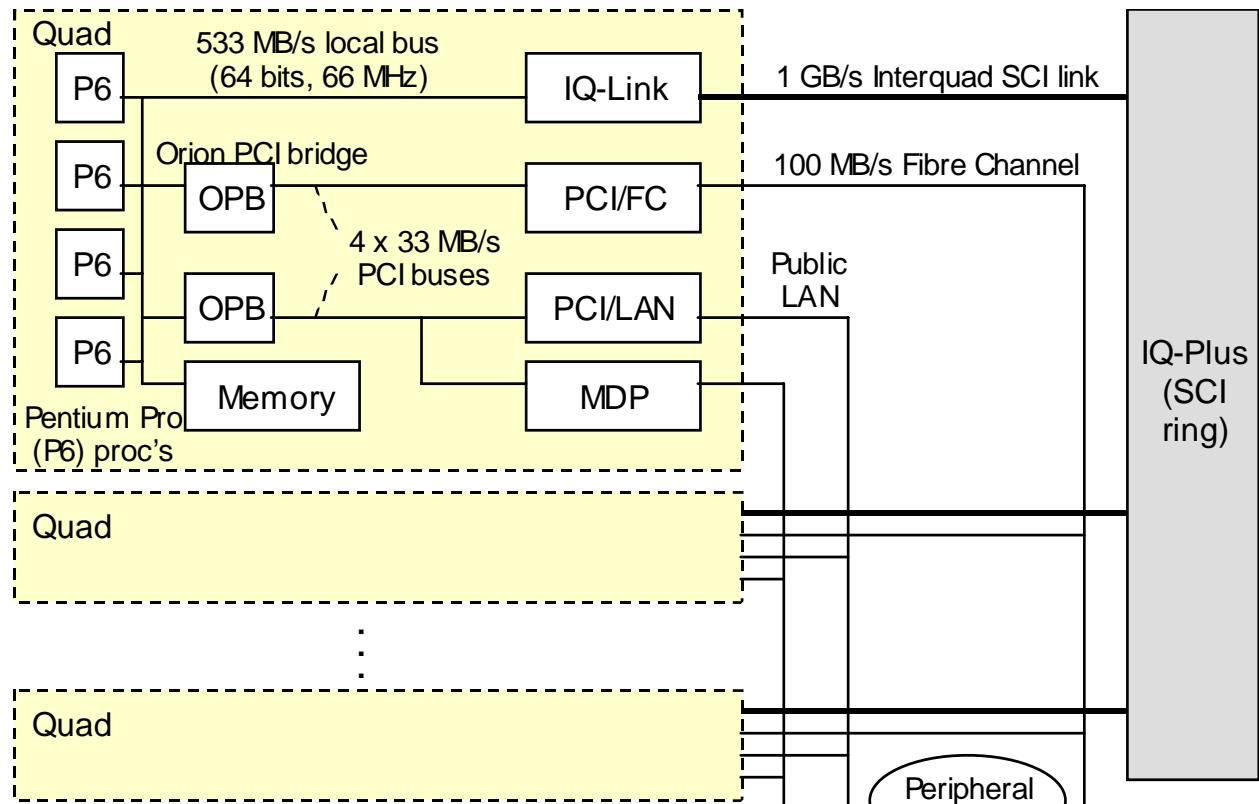 Quad
533 MB/s local bus
(64 bits, 66 MHz)
P6
IQ-Link
1 GB/s Interquad SCI link
Orion PCI bridge
P6
OPB
PCI/FC
100 MB/s Fibre Channel
4 x 33 MB/s
PCI buses
P6
OPB
PCI/LAN
Public
LAN
P6
Memory
MDP
Pentium Pro
(P6) proc's
IQ-Plus
(SCI
ring)
Quad
Quad
Peripheral